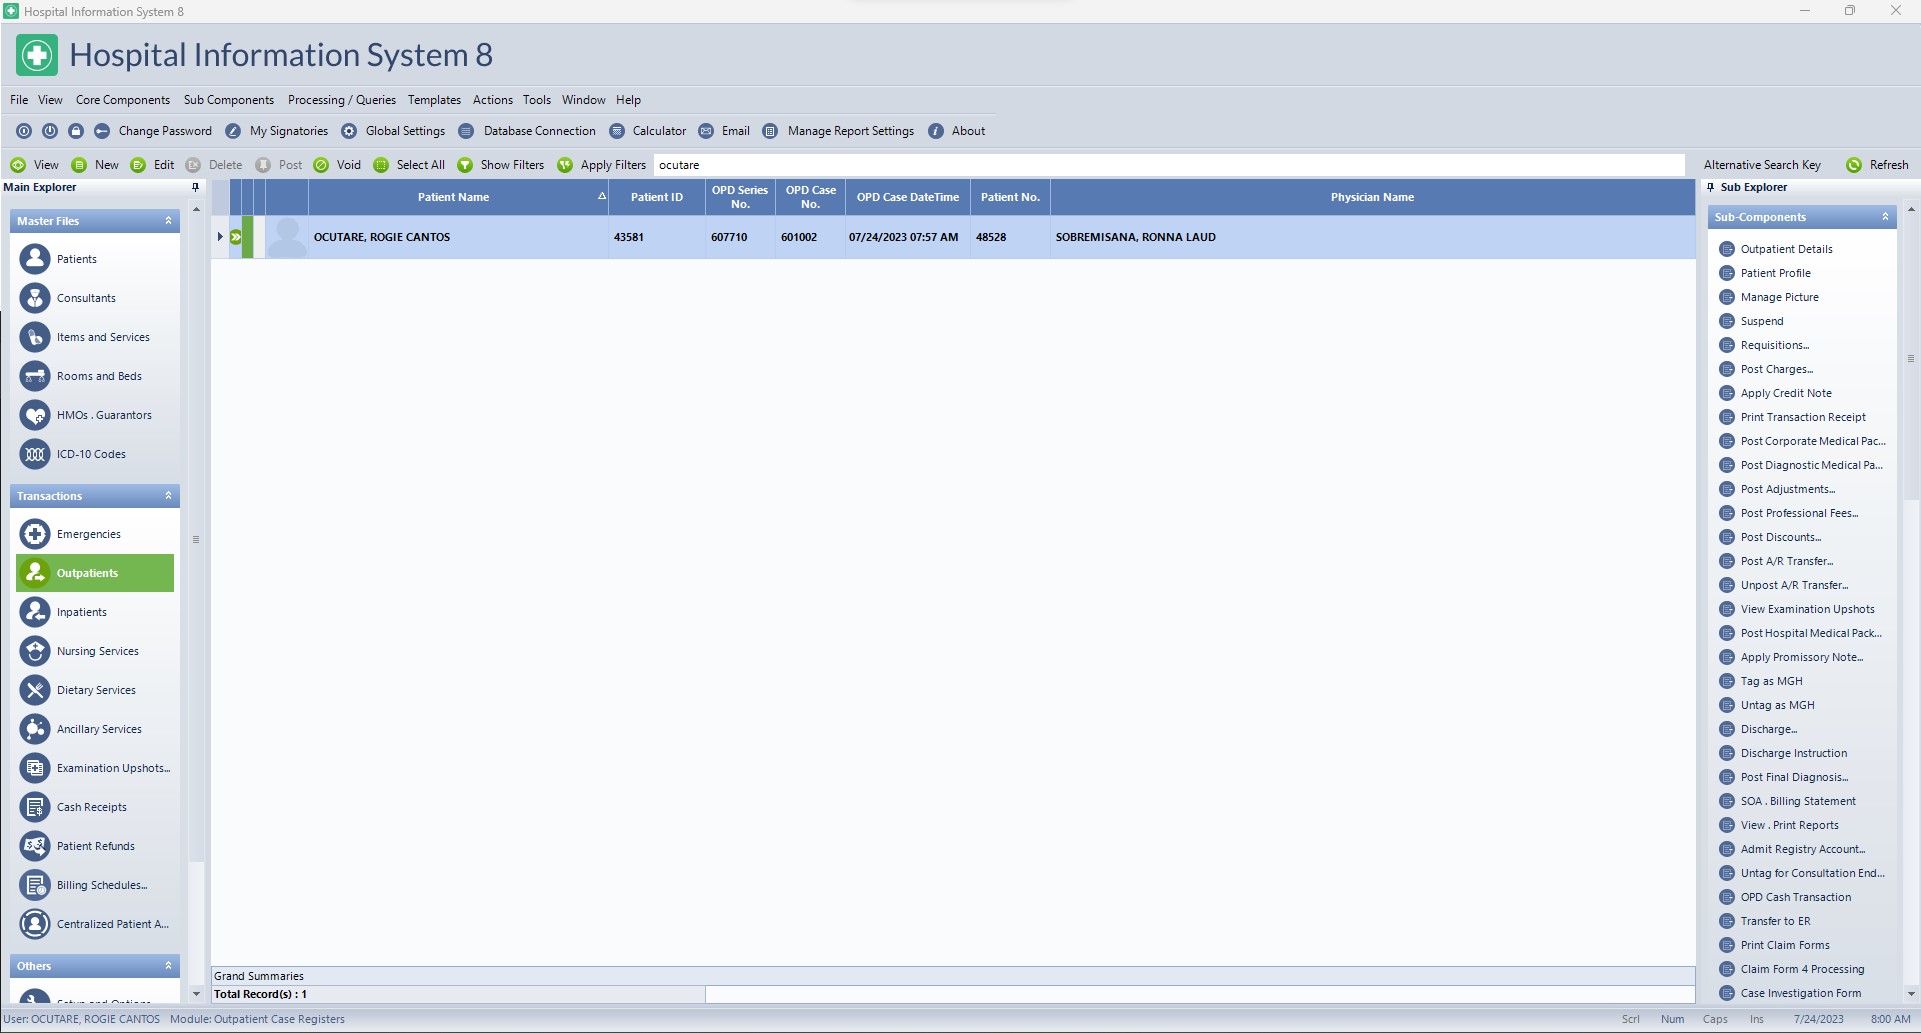 Hospital Information System 8
Hospital Information System 8
File View Core Components Sub Components Processing / Queries Templates Actions Tools Window Help
Change Password My Signatories Global Settings Database Connection Calculator Email Manage Report Settings About
View New Edit Delete Post Void Select All Show Filters Apply Filters ocutare Alternative Search Key Refresh
Main Explorer
Master Files
Patients
Consultants
Items and Services
Rooms and Beds
HMOs . Guarantors
ICD-10 Codes
Transactions
Emergencies
Outpatients
Inpatients
Nursing Services
Dietary Services
Ancillary Services
Examination Upshots...
Cash Receipts
Patient Refunds
Billing Schedules...
Centralized Patient A...
Others
Setup and Options
Patient Name Patient ID OPD Series No. OPD Case No. OPD Case DateTime Patient No. Physician Name
OCUTARE, ROGIE CANTOS 43581 607710 601002 07/24/2023 07:57 AM 48528 SOBREMISANA, RONNA LAUD
Grand Summaries
Total Record(s) : 1
Sub Explorer
Sub-Components
Outpatient Details
Patient Profile
Manage Picture
Suspend
Requisitions...
Post Charges...
Apply Credit Note
Print Transaction Receipt
Post Corporate Medical Pac...
Post Diagnostic Medical Pa...
Post Adjustments...
Post Professional Fees...
Post Discounts...
Post A/R Transfer...
Unpost A/R Transfer...
View Examination Upshots
Post Hospital Medical Pack...
Apply Promissory Note...
Tag as MGH
Untag as MGH
Discharge...
Discharge Instruction
Post Final Diagnosis...
SOA . Billing Statement
View . Print Reports
Admit Registry Account...
Untag for Consultation End...
OPD Cash Transaction
Transfer to ER
Print Claim Forms
Claim Form 4 Processing
Case Investigation Form
User: OCUTARE, ROGIE CANTOS Module: Outpatient Case Registers Scrl Num Caps Ins 7/24/2023 8:00 AM